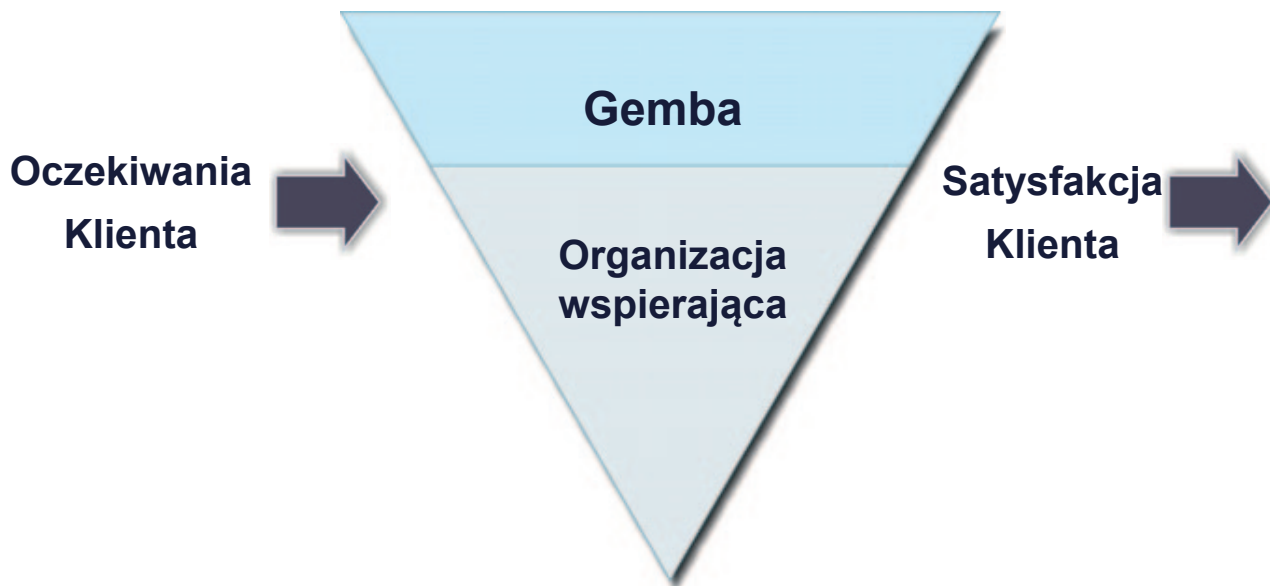 Oczekiwania
Klienta
Gemba
Organizacja
wspierająca
Satysfakcja
Klienta